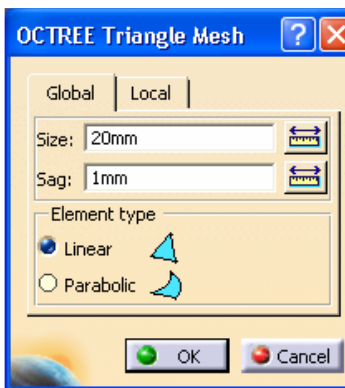 OCTREE Triangle Mesh
Global Local
Size: 20mm
Sag: 1mm
Element type
Linear
Parabolic
OK Cancel